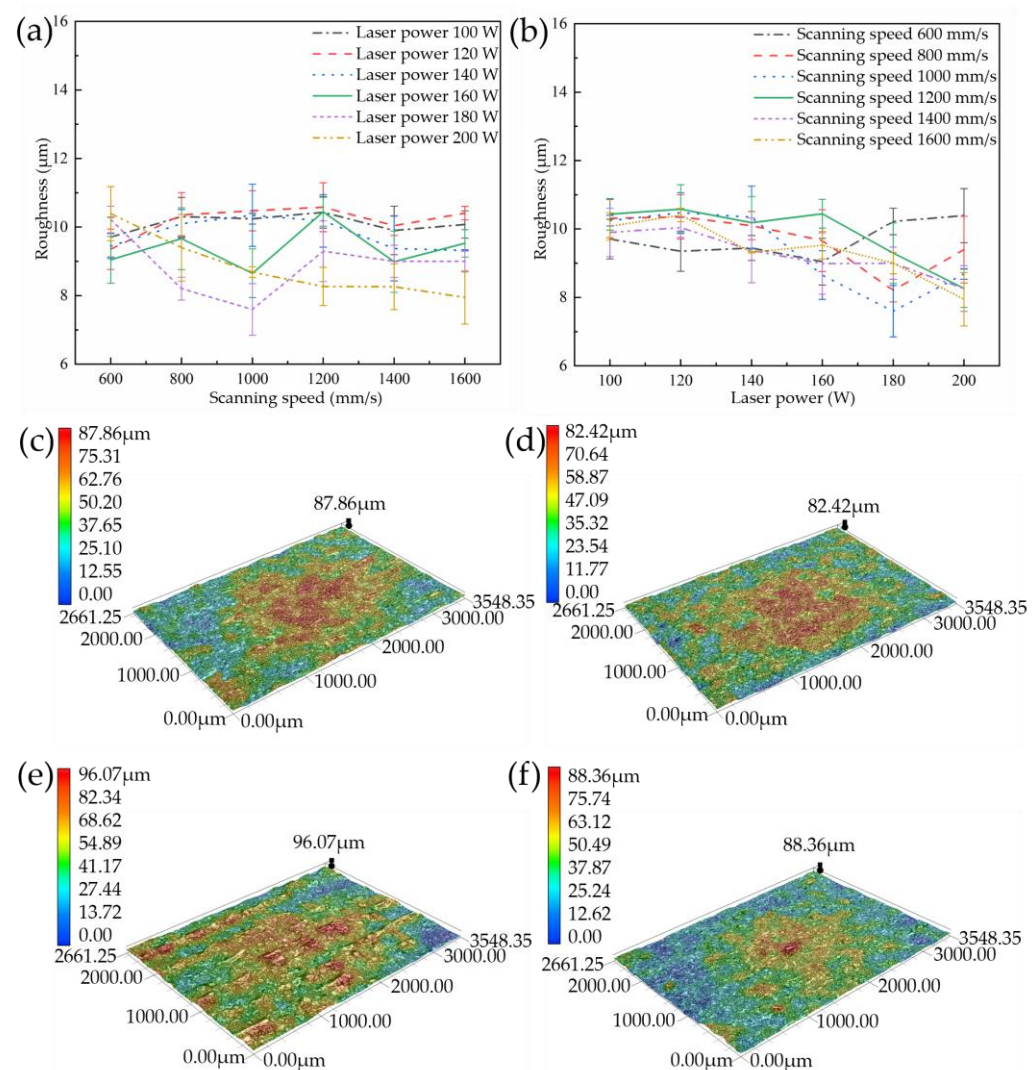 (a)
16
14
12
10
8
6
Roughness (μm)
Laser power 100 W
Laser power 120 W
Laser power 140 W
Laser power 160 W
Laser power 180 W
Laser power 200 W
600 800 1000 1200 1400 1600
Scanning speed (mm/s)
(b)
16
14
12
10
8
6
Roughness (μm)
Scanning speed 600 mm/s
Scanning speed 800 mm/s
Scanning speed 1000 mm/s
Scanning speed 1200 mm/s
Scanning speed 1400 mm/s
Scanning speed 1600 mm/s
100 120 140 160 180 200
Laser power (W)
(c)
87.86μm
75.31
62.76
50.20
37.65
25.10
12.55
0.00
87.86μm
2661.25
2000.00
1000.00
0.00μm
0.00μm
1000.00
2000.00
3000.00
3548.35
(d)
82.42μm
70.64
58.87
47.09
35.32
23.54
11.77
0.00
82.42μm
2661.25
2000.00
1000.00
0.00μm
0.00μm
1000.00
2000.00
3000.00
3548.35
(e)
96.07μm
82.34
68.62
54.89
41.17
27.44
13.72
0.00
96.07μm
2661.25
2000.00
1000.00
0.00μm
0.00μm
1000.00
2000.00
3000.00
3548.35
(f)
88.36μm
75.74
63.12
50.49
37.87
25.24
12.62
0.00
88.36μm
2661.25
2000.00
1000.00
0.00μm
0.00μm
1000.00
2000.00
3000.00
3548.35